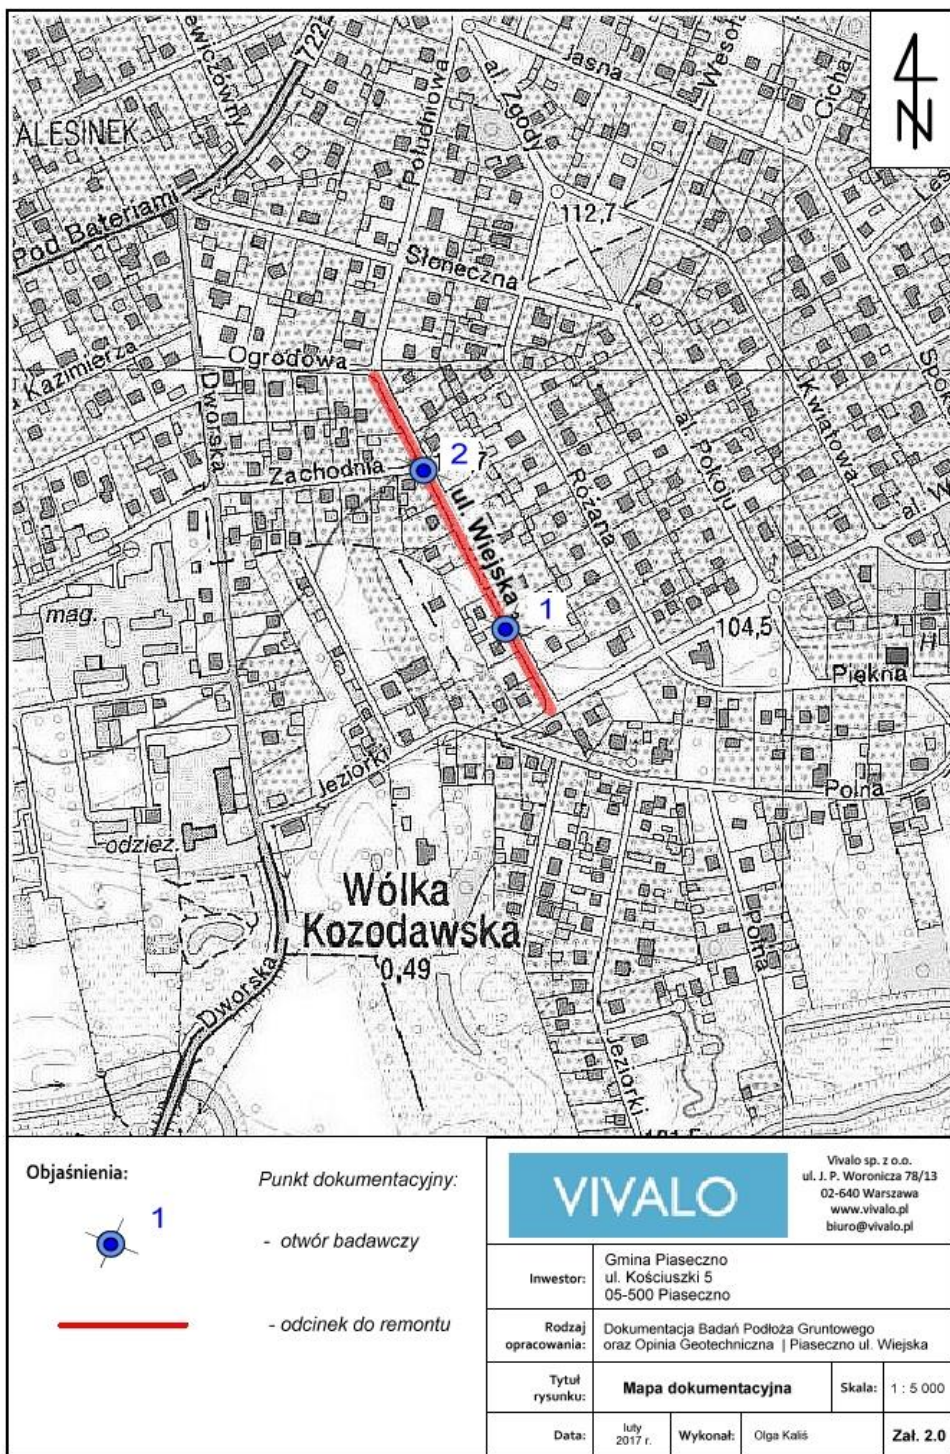 722
Jasna
Wesoła
Cicha
N
ALESINEK
Południowa
al. Zgody
Pod Bateriami
112,7
Słoneczna
Kazimierza
Ogrodowa
Dworska
Zachodnia
2
7
ul. Wiejska
Różana
al. Pokoju
Kwiatowa
al.
1
mag.
104,5
H
Piękna
Jeziorki
Polna
odzież.
Wólka
Kozodawska
0,49
Dworska
Polna
Jeziórki
Objaśnienia:
1
Punkt dokumentacyjny:
- otwór badawczy
- odcinek do remontu
VIVALO
Vivalo sp. z o.o.
ul. J. P. Woronicza 78/13
02-640 Warszawa
www.vivalo.pl
biuro@vivalo.pl
Inwestor:
Gmina Piaseczno
ul. Kościuszki 5
05-500 Piaseczno
Rodzaj
opracowania:
Dokumentacja Badań Podłoża Gruntowego
oraz Opinia Geotechniczna | Piaseczno ul. Wiejska
Tytuł
rysunku:
Mapa dokumentacyjna
Skala:
1 : 5 000
Data:
luty
2017 r.
Wykonał:
Olga Kaliś
Zał. 2.0